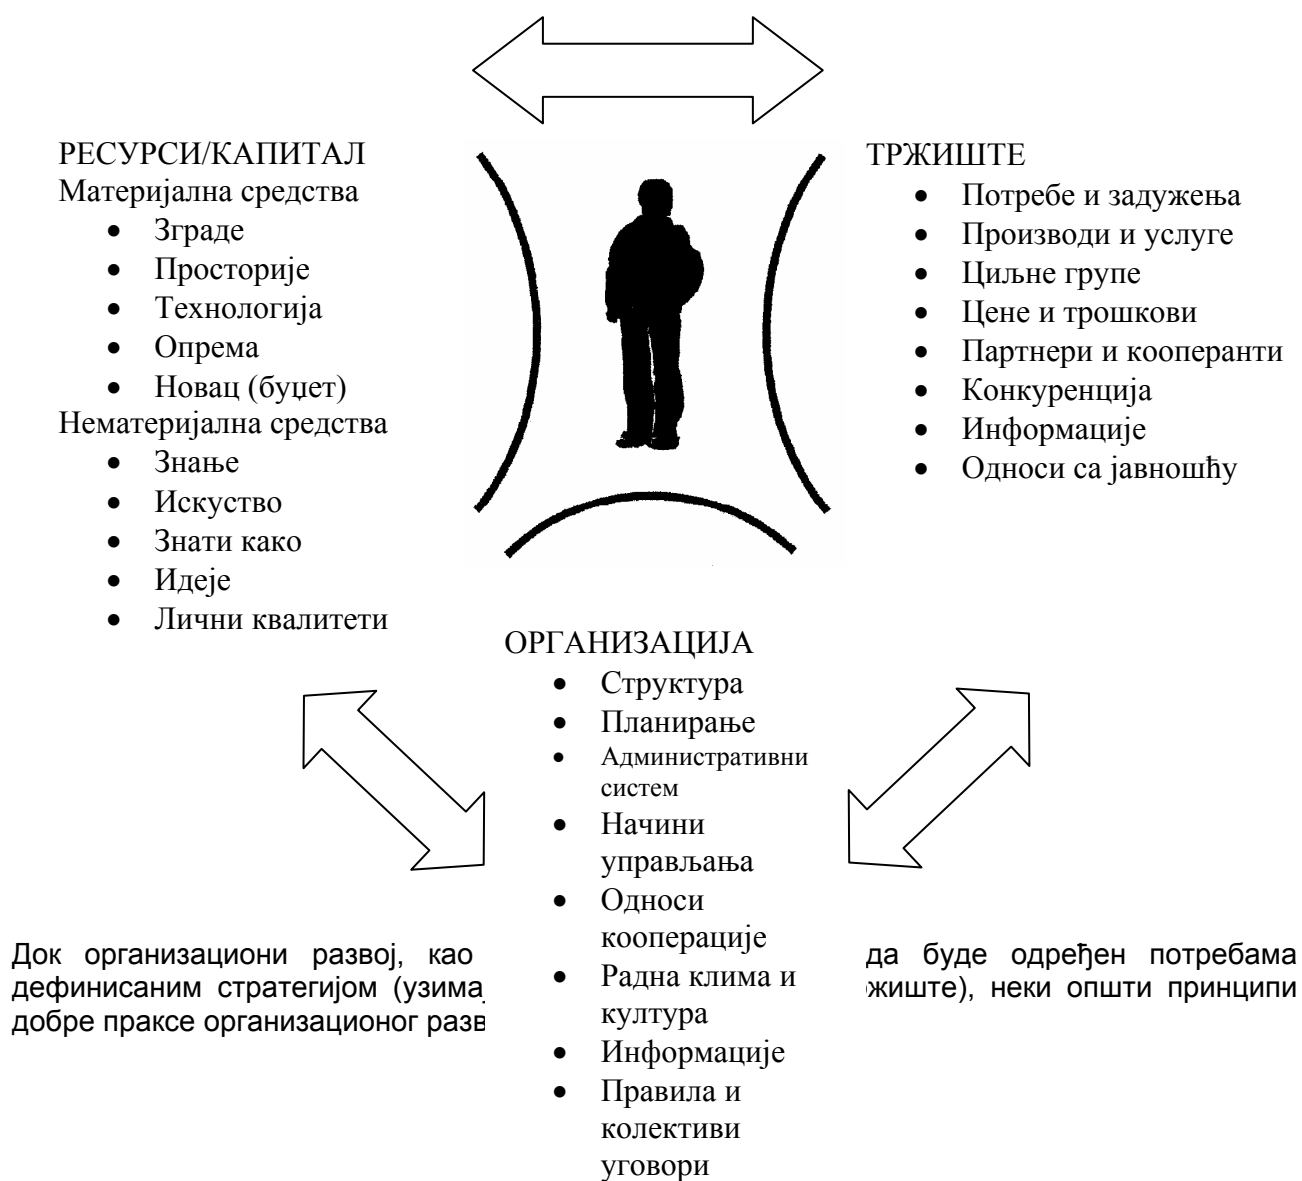 РЕСУРСИ/КАПИТАЛ
Материјална средства
• Зграде
• Просторије
• Технологија
• Опрема
• Новац (буџет)
Нематеријална средства
• Знање
• Искуство
• Знати како
• Идеје
• Лични квалитети
ТРЖИШТЕ
• Потребе и задужења
• Производи и услуге
• Циљне групе
• Цене и трошкови
• Партнери и кооперанти
• Конкуренција
• Информације
• Односи са јавношћу
ОРГАНИЗАЦИЈА
• Структура
• Планирање
• Административни
систем
• Начини
управљања
• Односи
кооперације
• Радна клима и
култура
• Информације
• Правила и
колективи
уговори
Док организациони развој, као да буде одређен потребама
дефинисаним стратегијом (узима жиште), неки општи принципи
добре праксе организационог разв